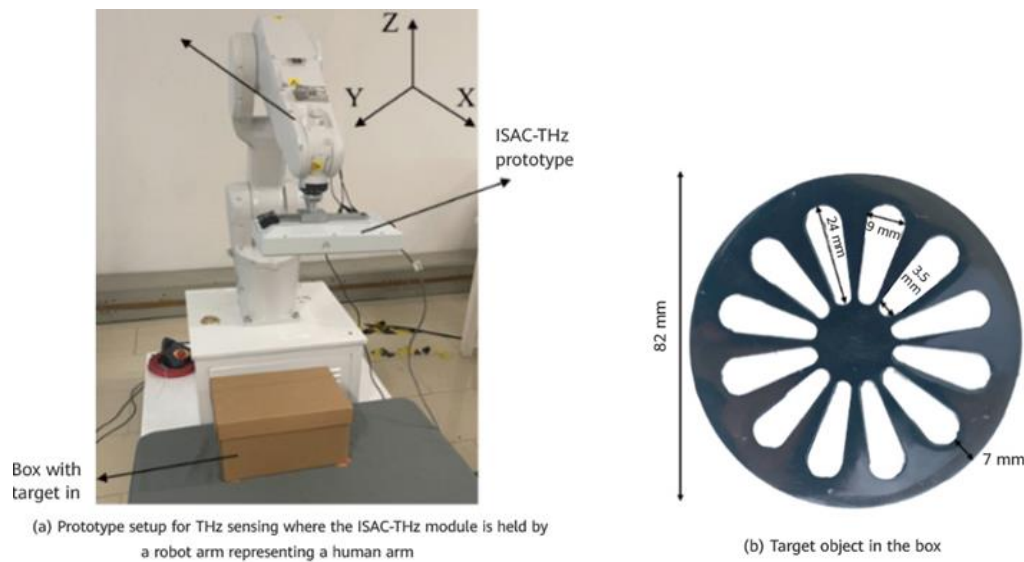 Z
Y
X
ISAC-THz
prototype
Box with
target in
(a) Prototype setup for THz sensing where the ISAC-THz module is held by
a robot arm representing a human arm
82 mm
24 mm
9 mm
3.5
mm
7 mm
(b) Target object in the box